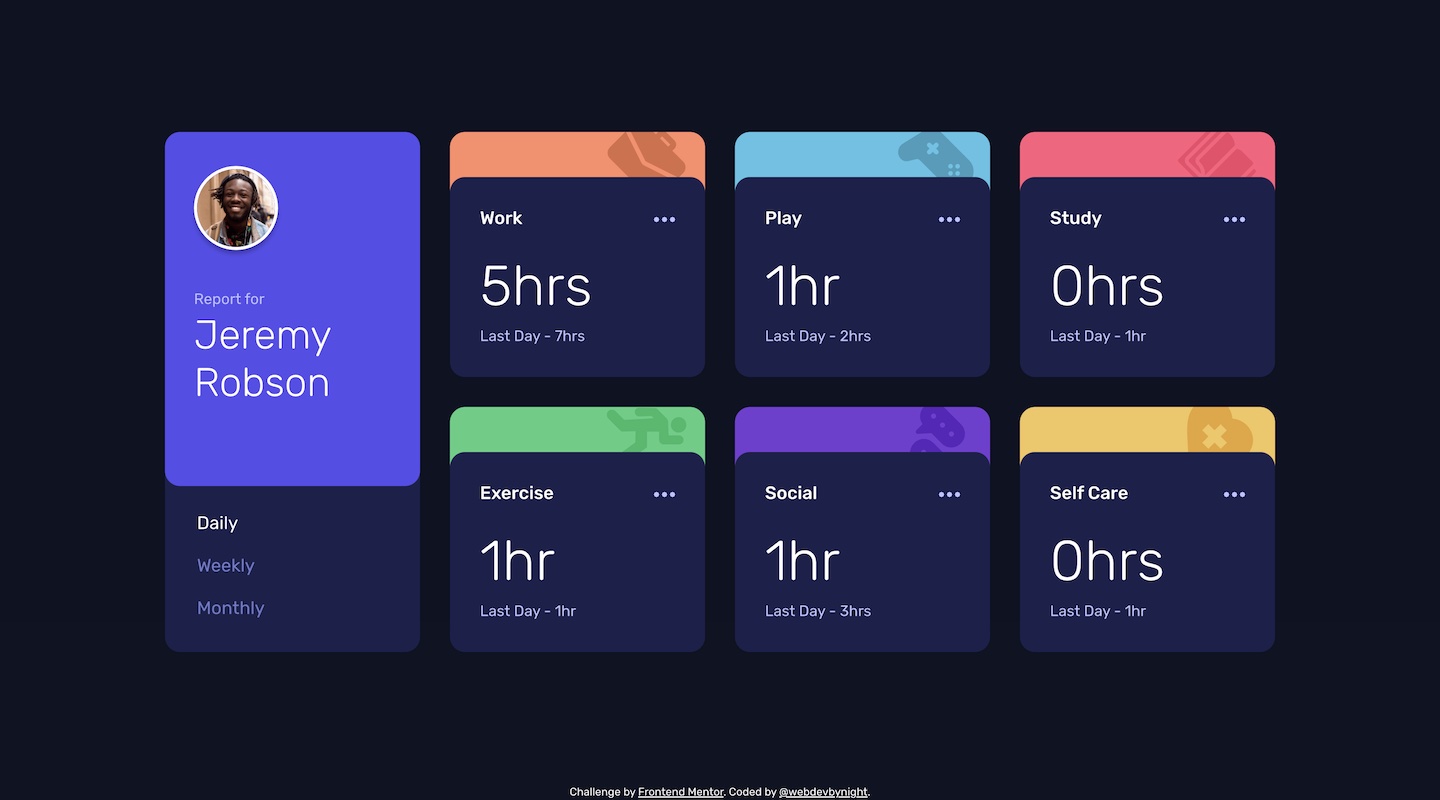 Report for
Jeremy
Robson
Daily
Weekly
Monthly
Work
5hrs
Last Day - 7hrs
Play
1hr
Last Day - 2hrs
Study
0hrs
Last Day - 1hr
Exercise
1hr
Last Day - 1hr
Social
1hr
Last Day - 3hrs
Self Care
0hrs
Last Day - 1hr
Challenge by Frontend Mentor. Coded by @webdevbynight.